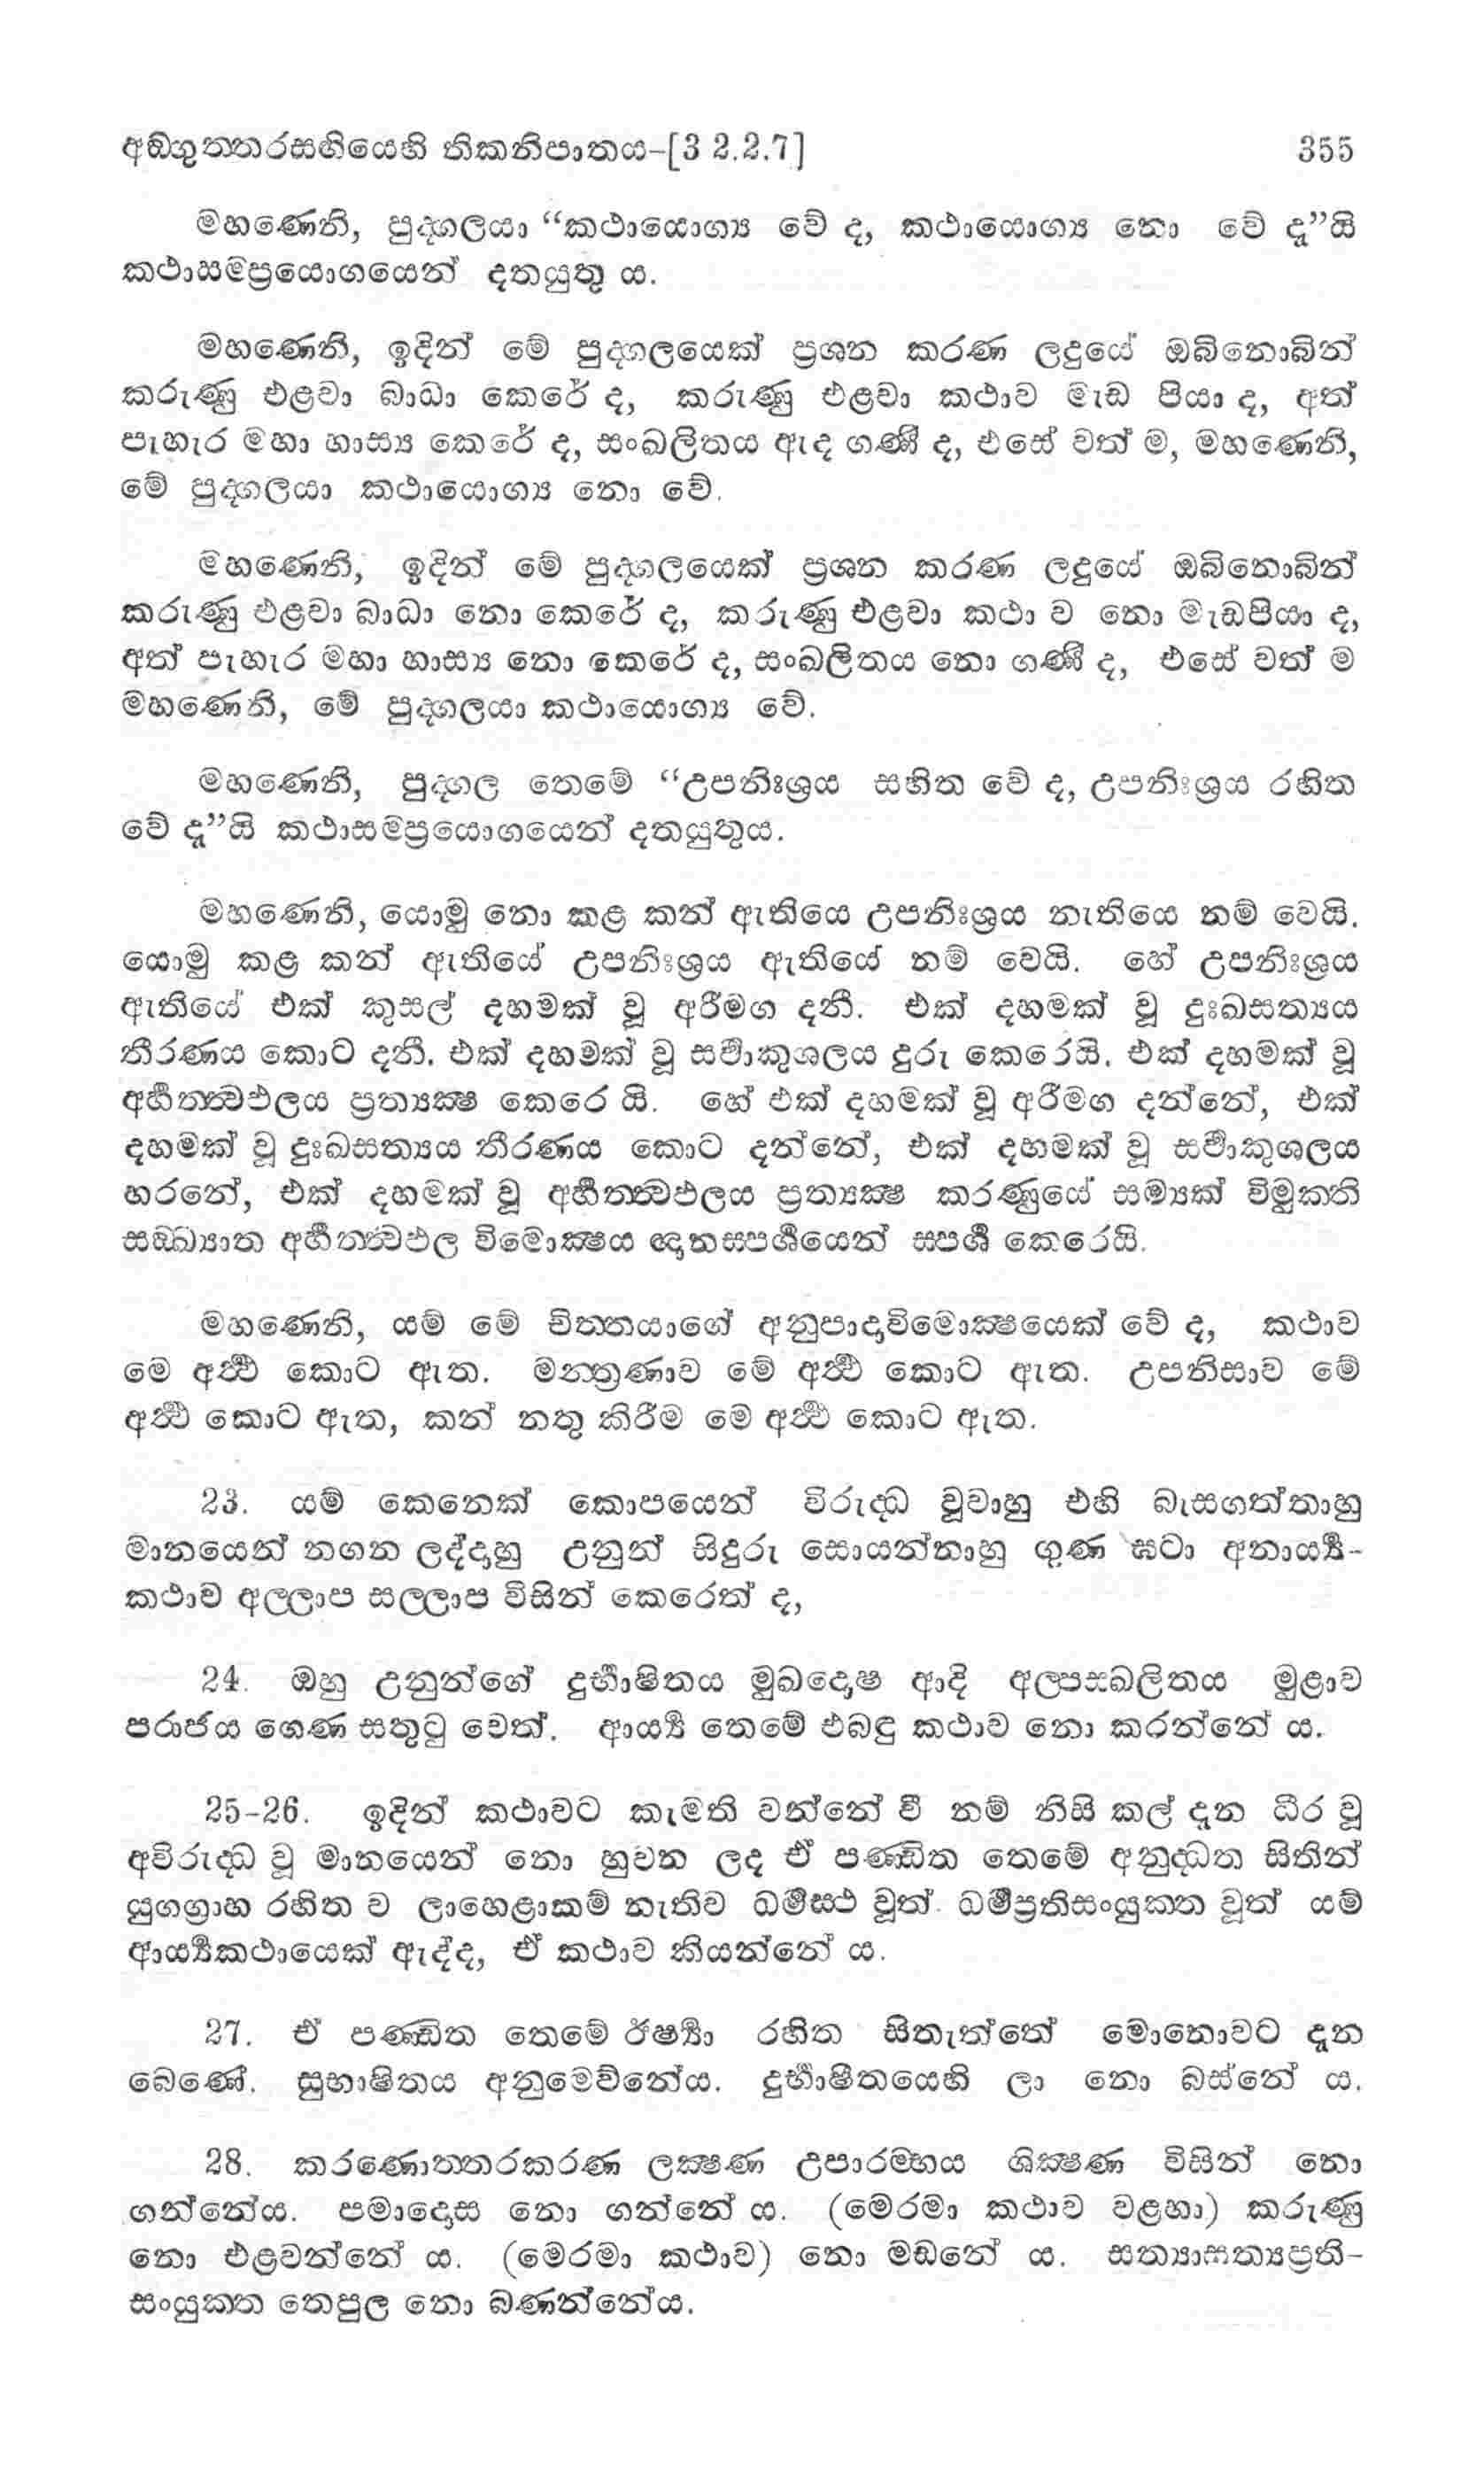 අඞ්ගුත්තරසඟියෙහි තිකනිපාතය–[3 2.2.7] 355
මහණෙනි, පුද්ගලයා “කථායොග්‍ය වේ ද, කථායොග්‍ය නො වේ දැ”යි
කථාසම්ප්‍රයොගයෙන් දතයුතු ය.
මහණෙනි, ඉදින් මේ පුද්ගලයෙක් ප්‍රශ්න කරණ ලදුයේ ඔබිනොබින්
කරුණු එළවා බාධා කෙරේ ද, කරුණු එළවා කථාව මැඩ පියා ද, අත්
පැහැර මහා හාස්‍ය කෙරේ ද, සංඛලිතය ඇද ගණී ද, එසේ වත් ම, මහණෙනි,
මේ පුද්ගලයා කථායොග්‍ය නො වේ.
මහණෙනි, ඉදින් මේ පුද්ගලයෙක් ප්‍රශ්න කරණ ලදුයේ ඔබිනොබින්
කරුණු එළවා බාධා නො කෙරේ ද, කරුණු එළවා කථා ව නො මැඩපියා ද,
අත් පැහැර මහා හාස්‍ය නො කෙරේ ද, සංඛලිතය නො ගණී ද, එසේ වත් ම
මහණෙනි, මේ පුද්ගලයා කථායොග්‍ය වේ.
මහණෙනි, පුද්ගල තෙමේ “උපනිඃශ්‍රය සහිත වේ ද, උපනිඃශ්‍රය රහිත
වේ දැ”යි කථාසම්ප්‍රයොගයෙන් දතයුතුය.
මහණෙනි, යොමු නො කළ කන් ඇතියෙ උපනිඃශ්‍රය නැතියෙ නම් වෙයි.
යොමු කළ කන් ඇතියේ උපනිඃශ්‍රය ඇතියේ නම් වෙයි. හේ උපනිඃශ්‍රය
ඇතියේ එක් කුසල් දහමක් වූ අරීමග දනී. එක් දහමක් වූ දුඃඛසත්‍යය
තීරණය කොට දනී. එක් දහමක් වූ සර්වාකුශලය දුරු කෙරෙයි. එක් දහමක් වූ
අර්හත්ත්වඵලය ප්‍රත්‍යක්ෂ කෙරෙ යි. හේ එක් දහමක් වූ අරීමග දන්නේ, එක්
දහමක් වූ දුඃඛසත්‍යය තීරණය කොට දන්නේ, එක් දහමක් වූ සර්වාකුශලය
හරනේ, එක් දහමක් වූ අර්හත්ත්වඵලය ප්‍රත්‍යක්ෂ කරණුයේ සම්‍යක් විමුක්ති
සඞ්ඛ්‍යාත අර්හත්ත්වඵල විමොක්ෂය ඥානස්පර්ශයෙන් ස්පර්ශ කෙරෙයි.
මහණෙනි, යම් මේ චිත්තයාගේ අනුපාදාවිමොක්ෂයෙක් වේ ද, කථාව
මෙ අර්ථ කොට ඇත. මන්ත්‍රණාව මේ අර්ථ කොට ඇත. උපනිසාව මේ
අර්ථ කොට ඇත, කන් නතු කිරීම මෙ අර්ථ කොට ඇත.
23. යම් කෙනෙක් කොපයෙන් විරුද්ධ වූවාහු එහි බැසගත්තාහු
මානයෙන් නගන ලද්දාහු උනුන් සිදුරු සොයන්නාහු ගුණ ඝටා අනාර්‍ය්‍ය-
කථාව අල්ලාප සල්ලාප විසින් කෙරෙත් ද,
24. ඔහු උනුන්ගේ දුර්භාෂිතය මුඛදොෂ ආදි අල්පස්ඛලිතය මුළාව
පරාජය ගෙණ සතුටු වෙත්. ආර්‍ය්‍ය තෙමේ එබඳු කථාව නො කරන්නේ ය.
25-26. ඉදින් කථාවට කැමති වන්නේ වී නම් නිසි කල් දැන ධීර වූ
අවිරුද්ධ වූ මානයෙන් නො හුවන ලද ඒ පණ්ඩිත තෙමේ අනුද්ධත සිතින්
යුගග්‍රාහ රහිත ව ලාහෙළාකම් නැතිව ධර්මස්ථ වූත් ධර්මප්‍රතිසංයුක්ත වූත් යම්
ආර්‍ය්‍යකථායෙක් ඇද්ද, ඒ කථාව කියන්නේ ය.
27. ඒ පණ්ඩිත තෙමේ ඊර්ෂ්‍යා රහිත සිතැත්තේ මොනොවට දැන
බෙණේ. සුභාෂිතය අනුමෙව්නේය. දුර්භාෂිතයෙහි ලා නො බස්නේ ය.
28. කරණොත්තරකරණ ලක්ෂණ උපාරම්භය ශික්ෂණ විසින් නො
ගන්නේය. පමාදොස නො ගන්නේ ය. (මෙරමා කථාව වළහා) කරුණු
නො එළවන්නේ ය. (මෙරමා කථාව) නො මඩනේ ය. සත්‍යාසත්‍යප්‍රති-
සංයුක්ත තෙපුල නො බණන්නේය.